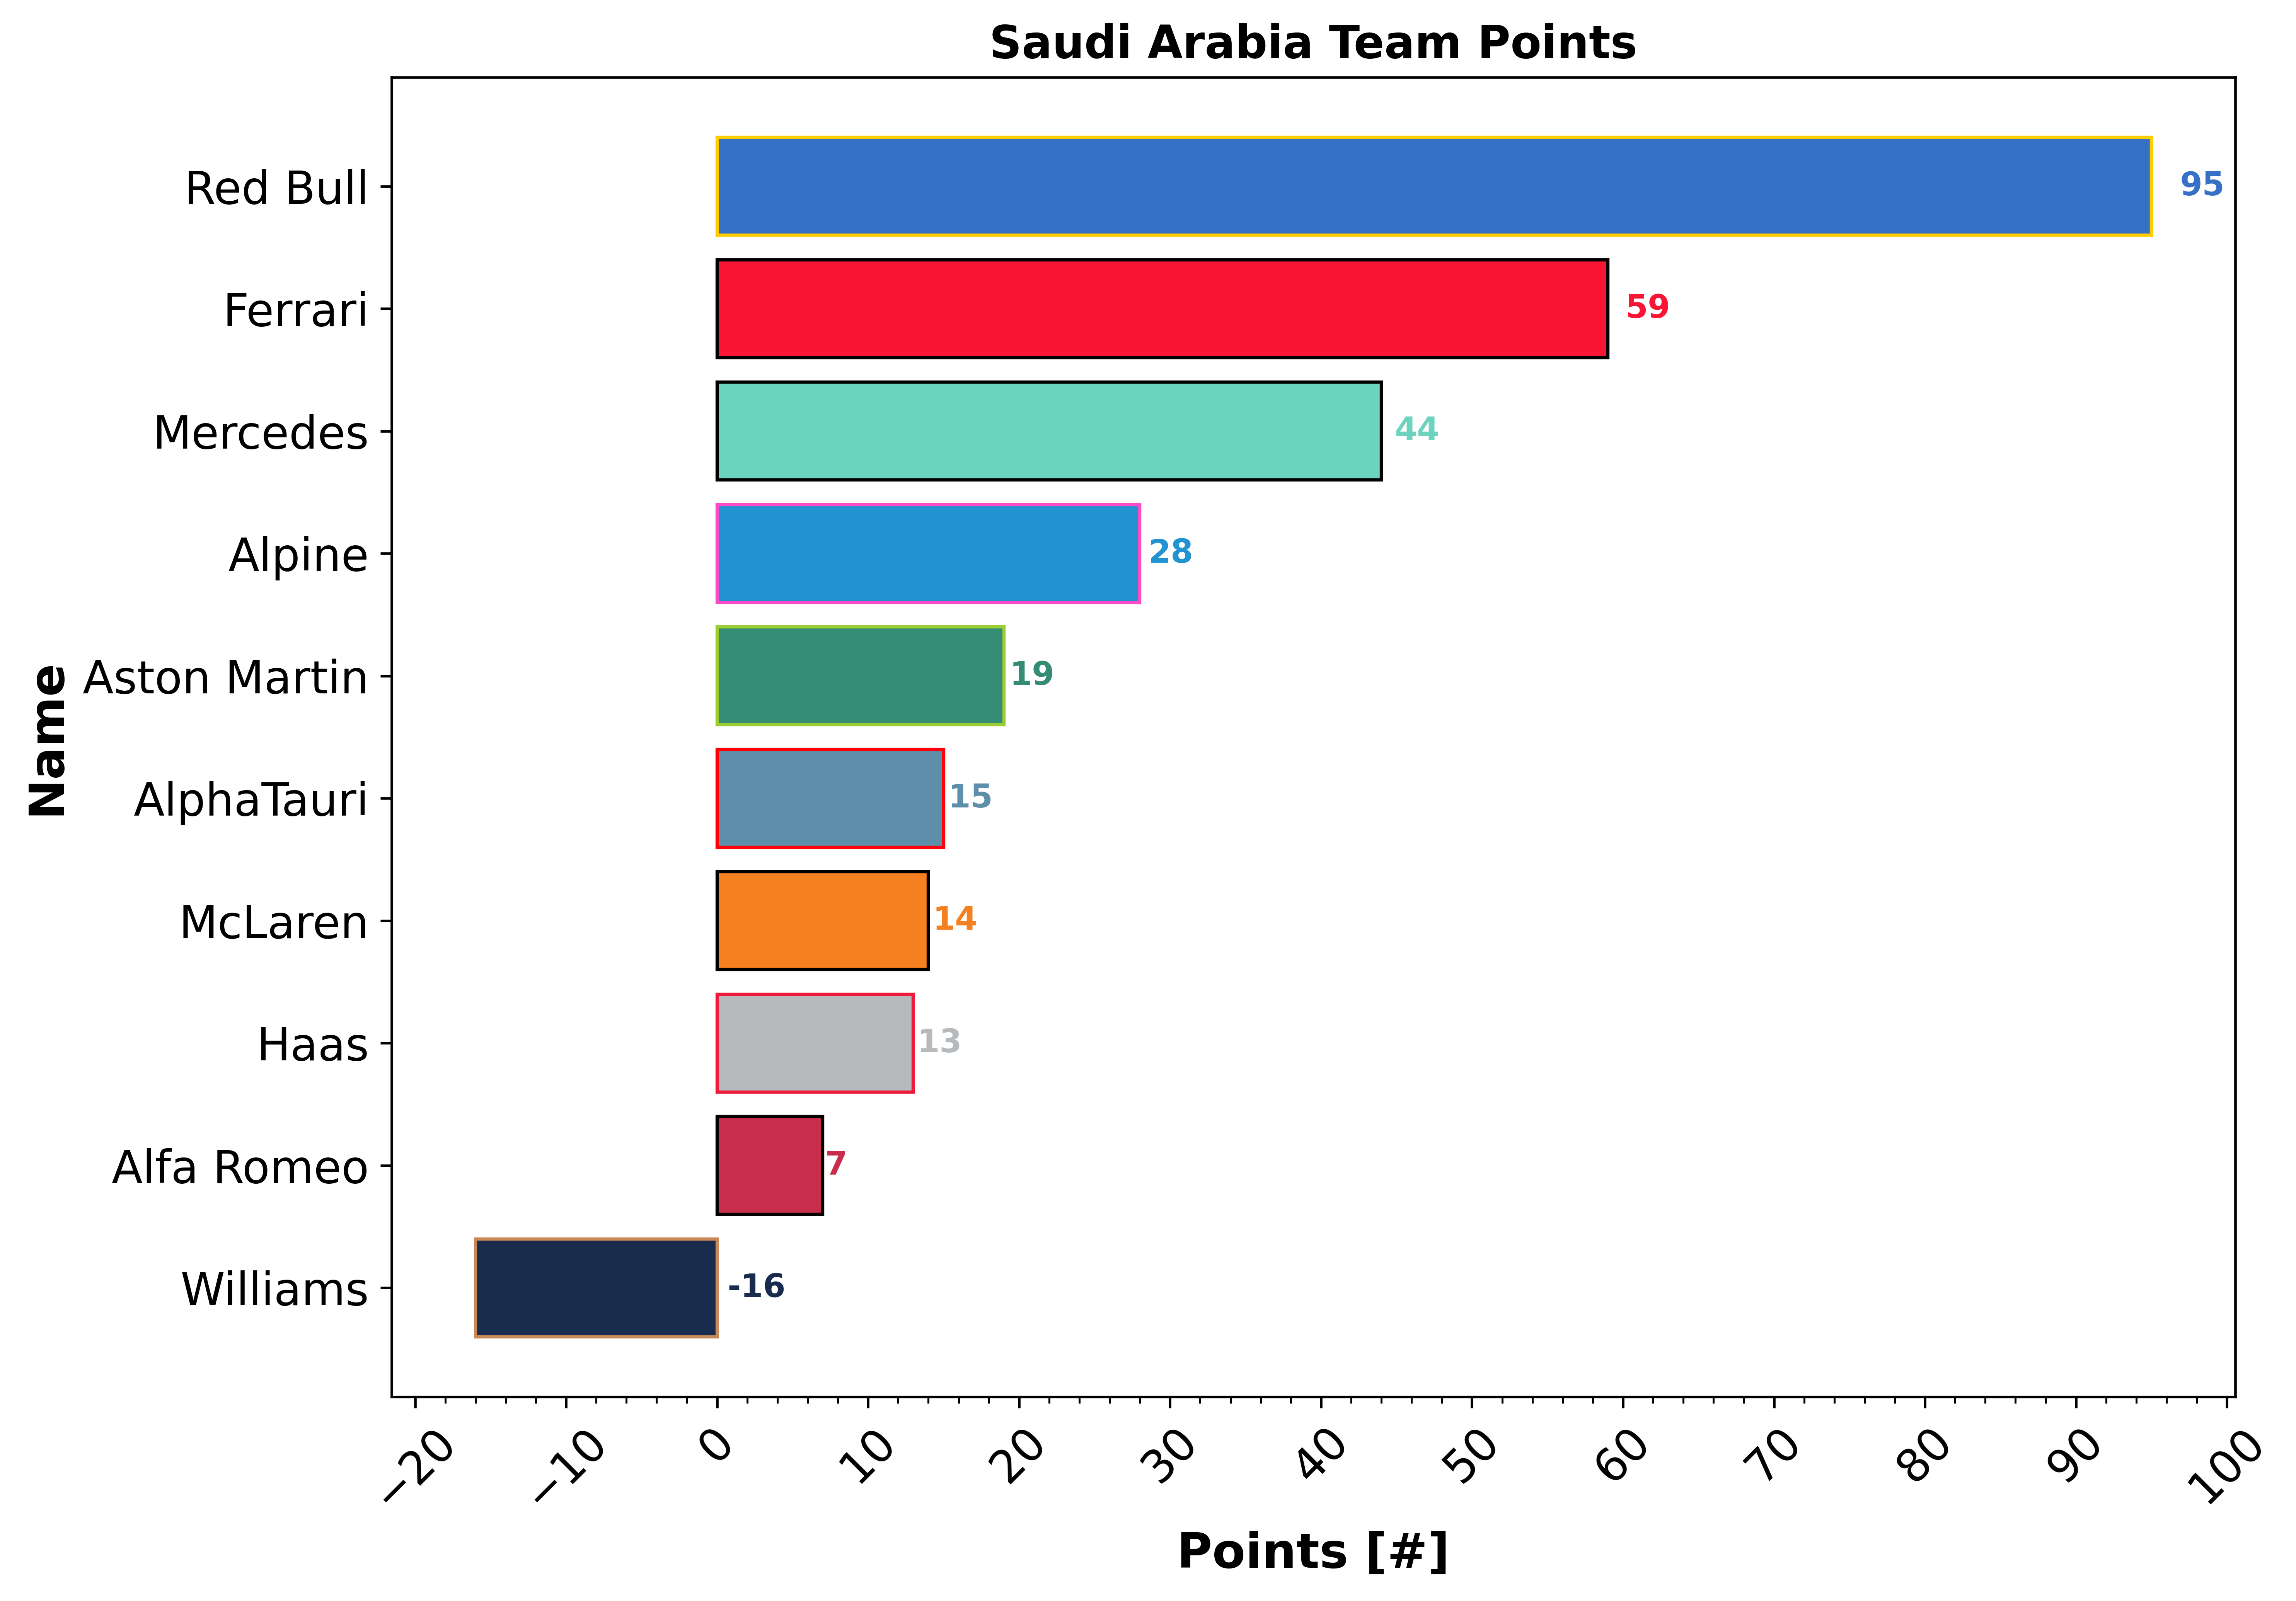 Saudi Arabia Team Points
Name
Red Bull 95
Ferrari 59
Mercedes 44
Alpine 28
Aston Martin 19
AlphaTauri 15
McLaren 14
Haas 13
Alfa Romeo 7
Williams -16
−20 −10 0 10 20 30 40 50 60 70 80 90 100
Points [#]